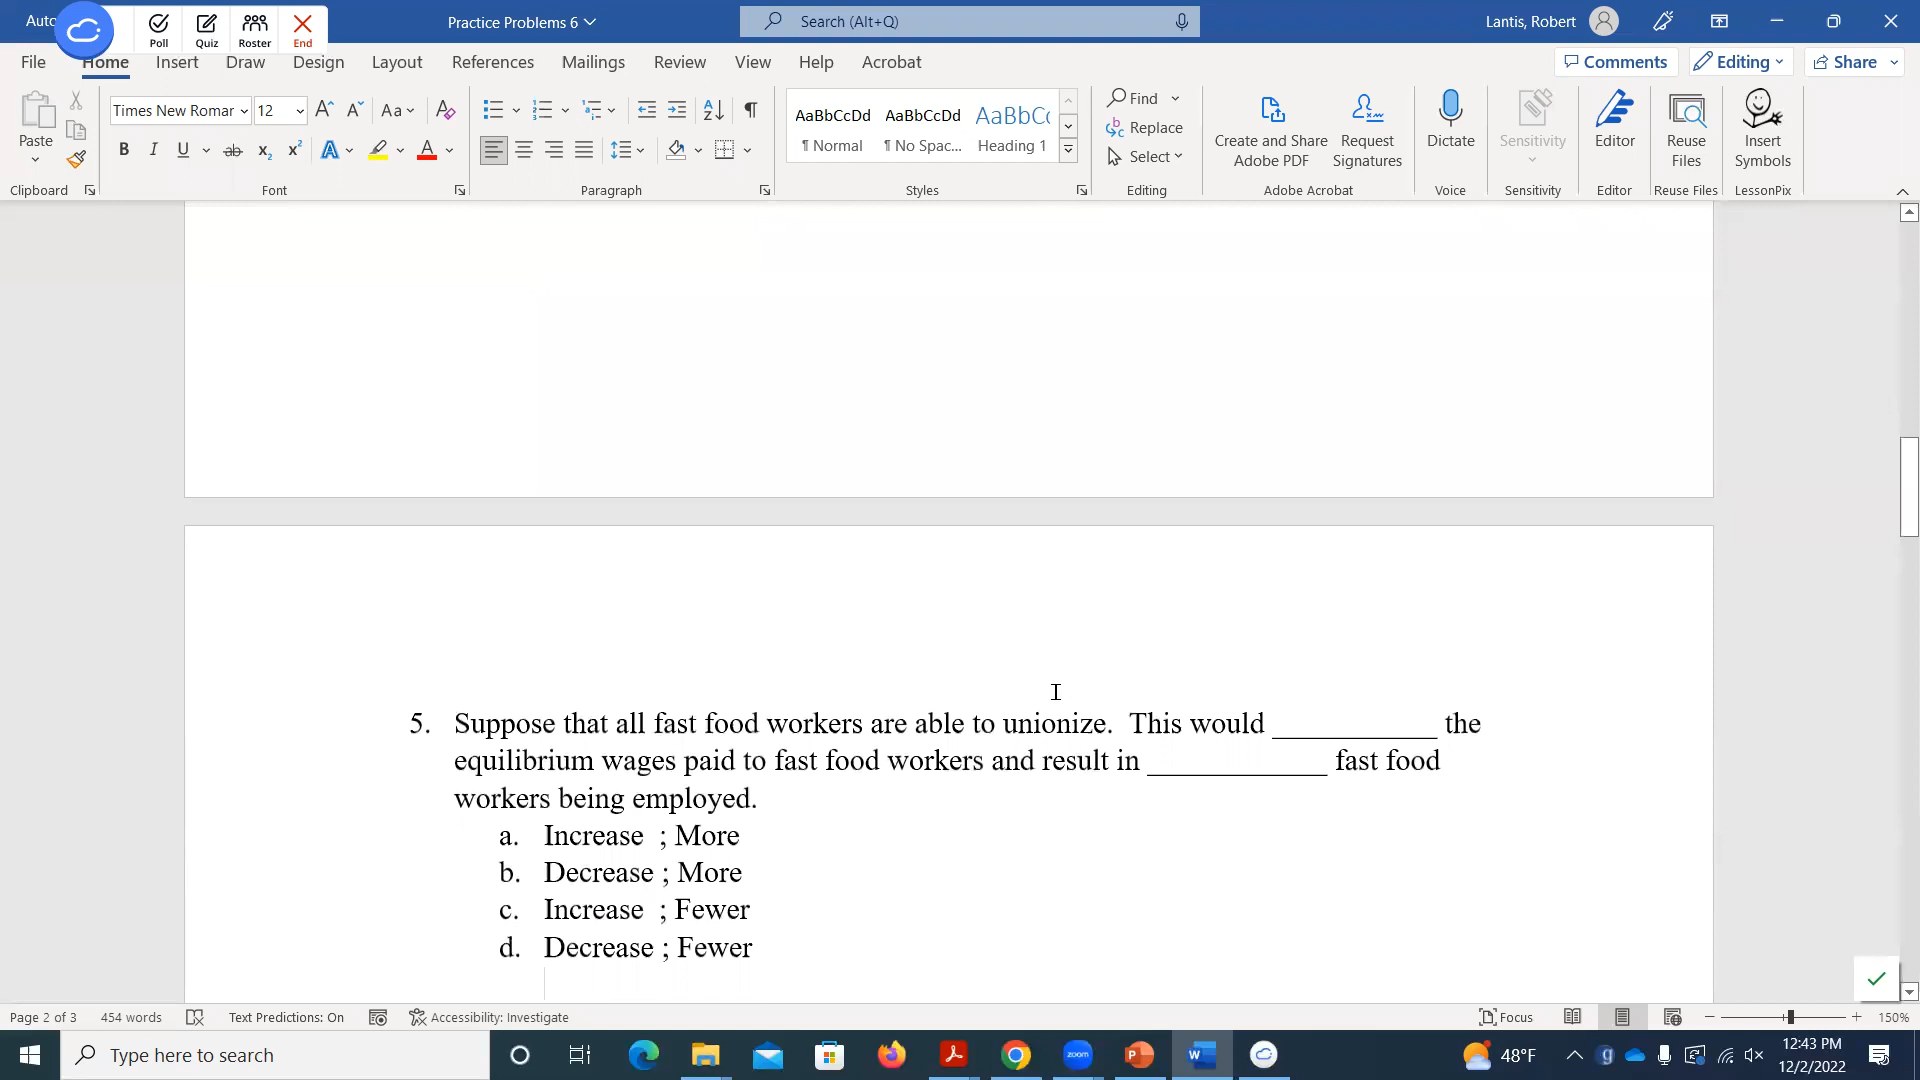 Auto
Poll
Quiz
Roster
End
Practice Problems 6
Search (Alt+Q)
Lantis, Robert
File
Home
Insert
Draw
Design
Layout
References
Mailings
Review
View
Help
Acrobat
Comments
Editing
Share
Paste
Clipboard
Times New Romar
12
Aa
Font
Paragraph
AaBbCcDd
AaBbCcDd
AaBbCc
¶ Normal
¶ No Spac...
Heading 1
Styles
Find
Replace
Select
Editing
Create and Share
Adobe PDF
Request
Signatures
Adobe Acrobat
Dictate
Voice
Sensitivity
Sensitivity
Editor
Editor
Reuse
Files
Reuse Files
Insert
Symbols
LessonPix
5. Suppose that all fast food workers are able to unionize. This would ___________ the
equilibrium wages paid to fast food workers and result in ____________ fast food
workers being employed.
a. Increase ; More
b. Decrease ; More
c. Increase ; Fewer
d. Decrease ; Fewer
Page 2 of 3
454 words
Text Predictions: On
Accessibility: Investigate
Focus
150%
Type here to search
zoom
48°F
12:43 PM
12/2/2022